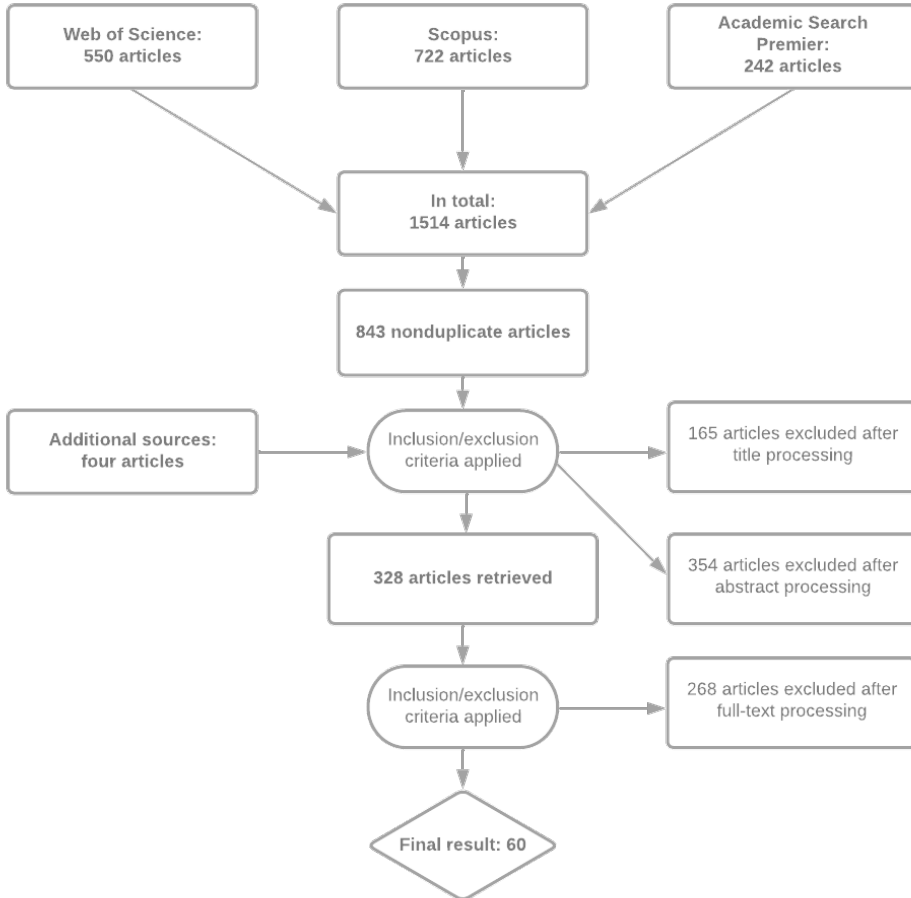 Web of Science:
550 articles
Scopus:
722 articles
Academic Search
Premier:
242 articles
In total:
1514 articles
843 nonduplicate articles
Additional sources:
four articles
Inclusion/exclusion
criteria applied
165 articles excluded after
title processing
328 articles retrieved
354 articles excluded after
abstract processing
Inclusion/exclusion
criteria applied
268 articles excluded after
full-text processing
Final result: 60